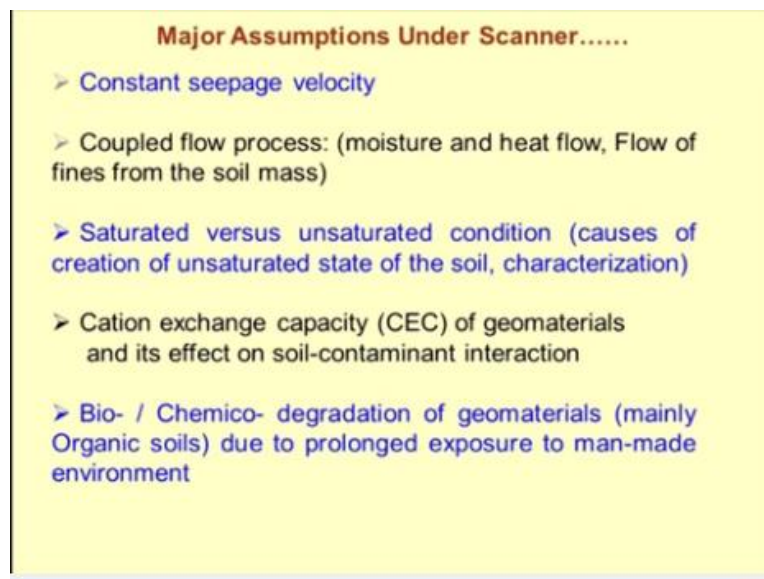 Major Assumptions Under Scanner......
➢ Constant seepage velocity
➢ Coupled flow process: (moisture and heat flow, Flow of
fines from the soil mass)
➢ Saturated versus unsaturated condition (causes of
creation of unsaturated state of the soil, characterization)
➢ Cation exchange capacity (CEC) of geomaterials
and its effect on soil-contaminant interaction
➢ Bio- / Chemico- degradation of geomaterials (mainly
Organic soils) due to prolonged exposure to man-made
environment